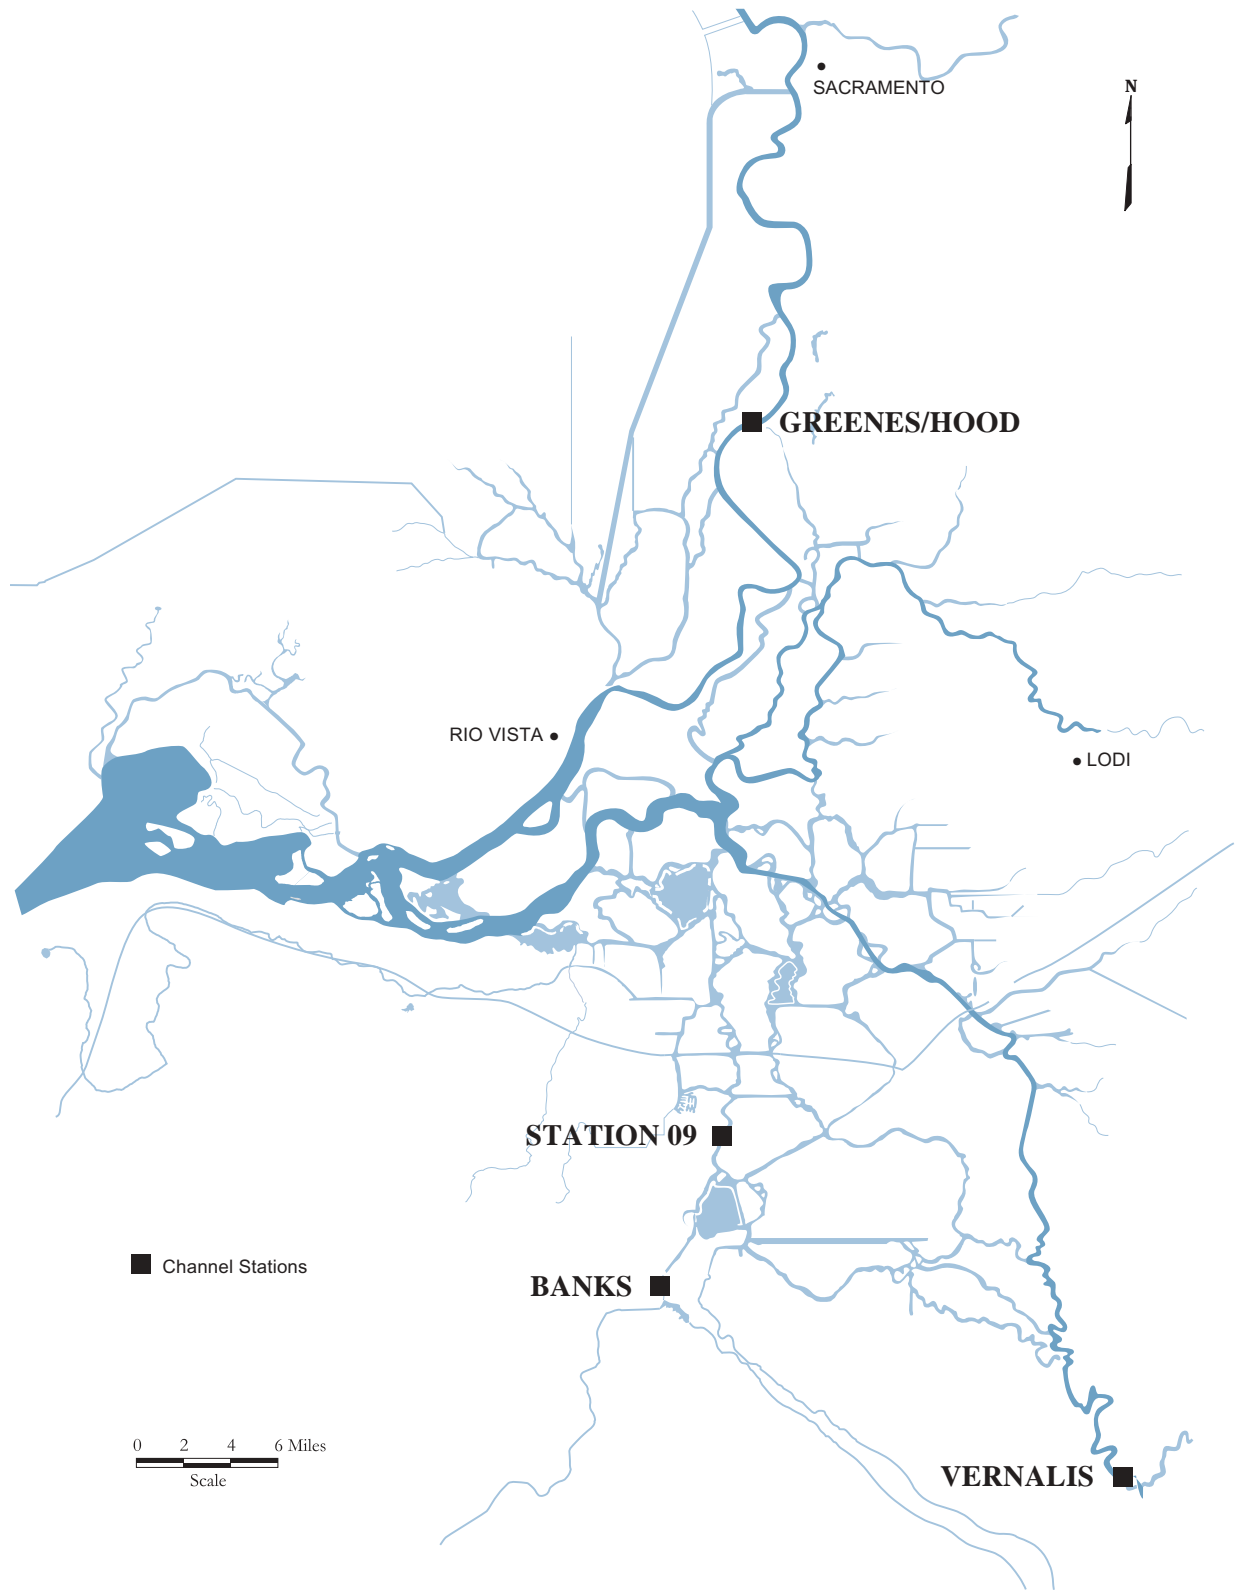 SACRAMENTO
N
GREENES/HOOD
RIO VISTA
LODI
STATION 09
Channel Stations
BANKS
0 2 4 6 Miles
Scale
VERNALIS